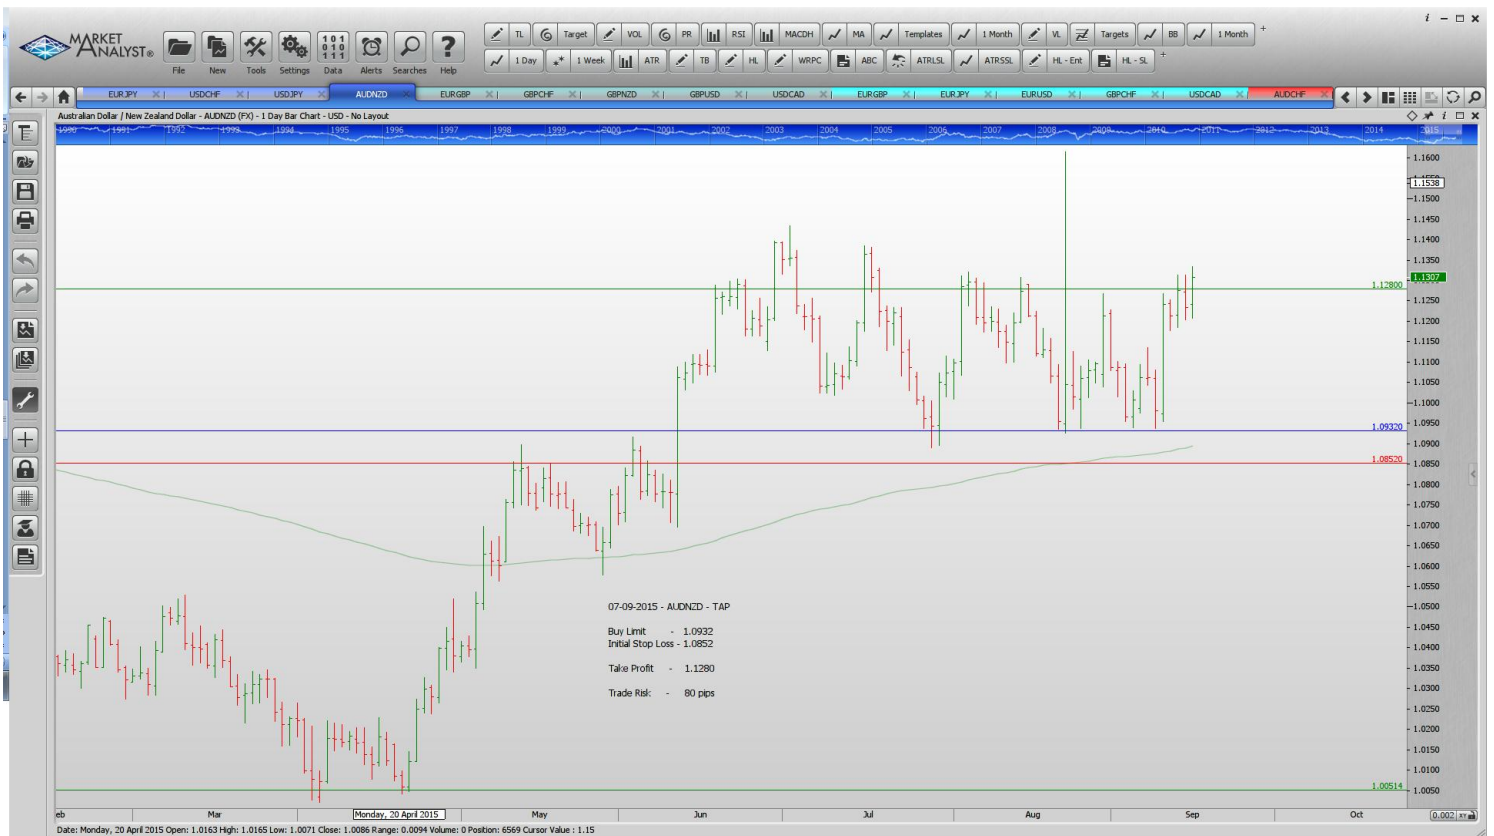 MARKET
ANALYST®
File
New
Tools
Settings
101
010
111
Data
Alerts
Searches
?
Help
TL
Target
VOL
PR
RSI
MACDH
MA
Templates
1 Month
VL
Targets
BB
1 Month
1 Day
1 Week
ATR
TB
HL
WRPC
ABC
ATRLSL
ATRSSL
HL - Ent
HL - SL
EURJPY
USDCHF
USDJPY
AUDNZD
EURGBP
GBPCHF
GBPNZD
GBPUSD
USDCAD
EURGBP
EURJPY
EURUSD
GBPCHF
USDCAD
AUDCHF
Australian Dollar / New Zealand Dollar - AUDNZD (FX) - 1 Day Bar Chart - USD - No Layout
1990 1991 1992 1993 1994 1995 1996 1997 1998 1999 2000 2001 2002 2003 2004 2005 2006 2007 2008 2009 2010 2011 2012 2013 2014 2015
1.1600
1.1538
1.1500
1.1450
1.1400
1.1350
1.1307
1.12800
1.1250
1.1200
1.1150
1.1100
1.1050
1.1000
1.0950
1.09320
1.0900
1.08520
1.0850
1.0800
1.0750
1.0700
1.0650
1.0600
1.0550
1.0500
1.0450
1.0400
1.0350
1.0300
1.0250
1.0200
1.0150
1.0100
1.00514
1.0050
07-09-2015 - AUDNZD - TAP
Buy Limit - 1.0932
Initial Stop Loss - 1.0852
Take Profit - 1.1280
Trade Risk - 80 pips
eb Mar Monday, 20 April 2015 May Jun Jul Aug Sep Oct 0.002 XY
Date: Monday, 20 April 2015 Open: 1.0163 High: 1.0165 Low: 1.0071 Close: 1.0086 Range: 0.0094 Volume: 0 Position: 6569 Cursor Value : 1.15